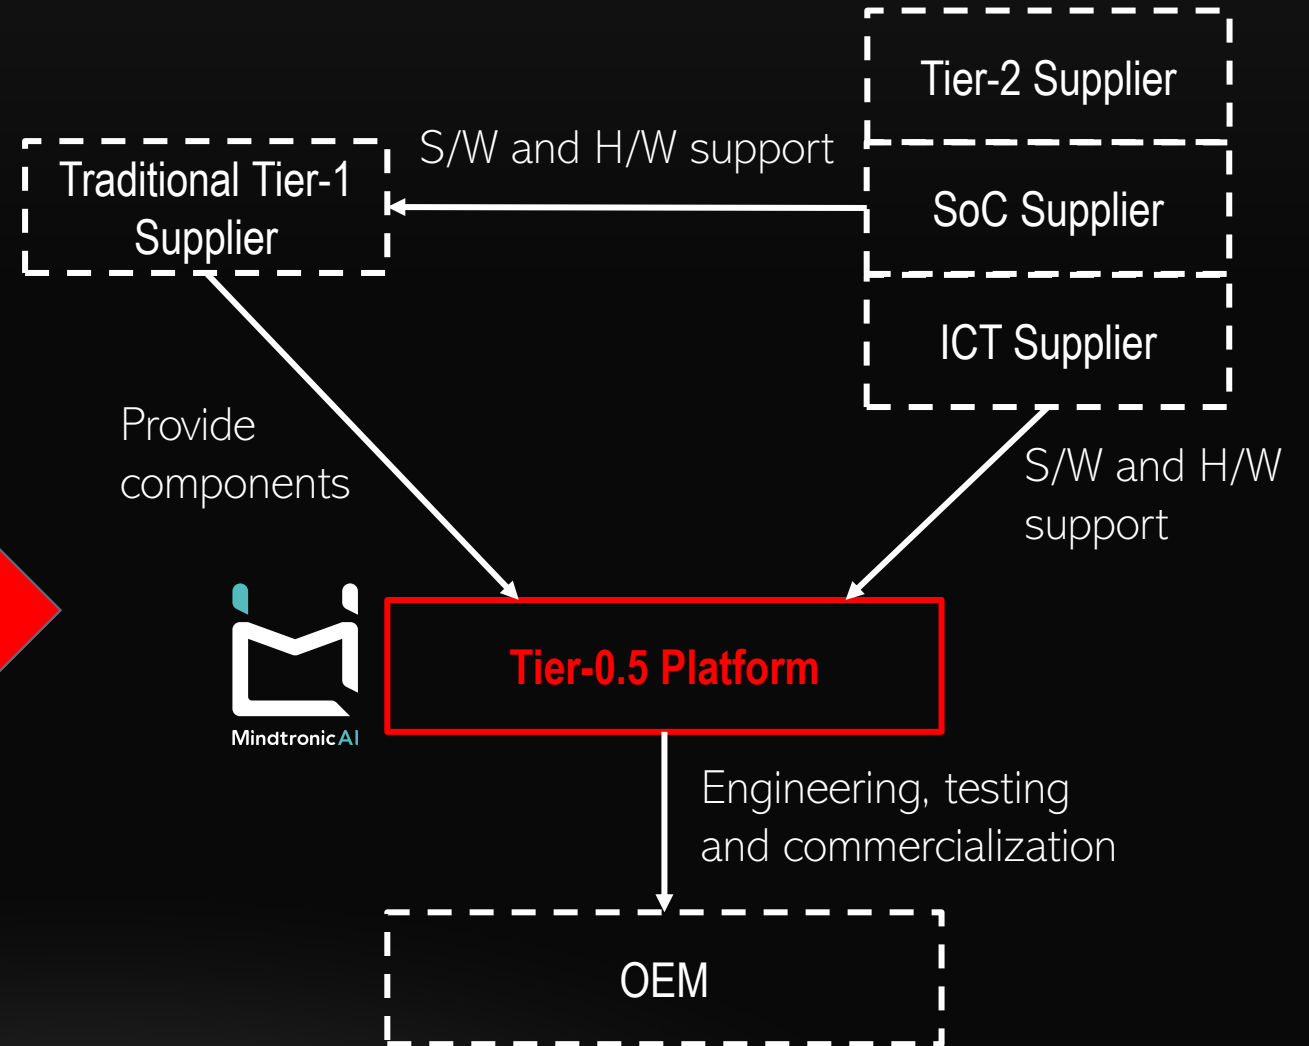 Tier-2 Supplier
S/W and H/W support
Traditional Tier-1
Supplier
SoC Supplier
ICT Supplier
Provide
components
S/W and H/W
support
Tier-0.5 Platform
MindtronicAI
Engineering, testing
and commercialization
OEM